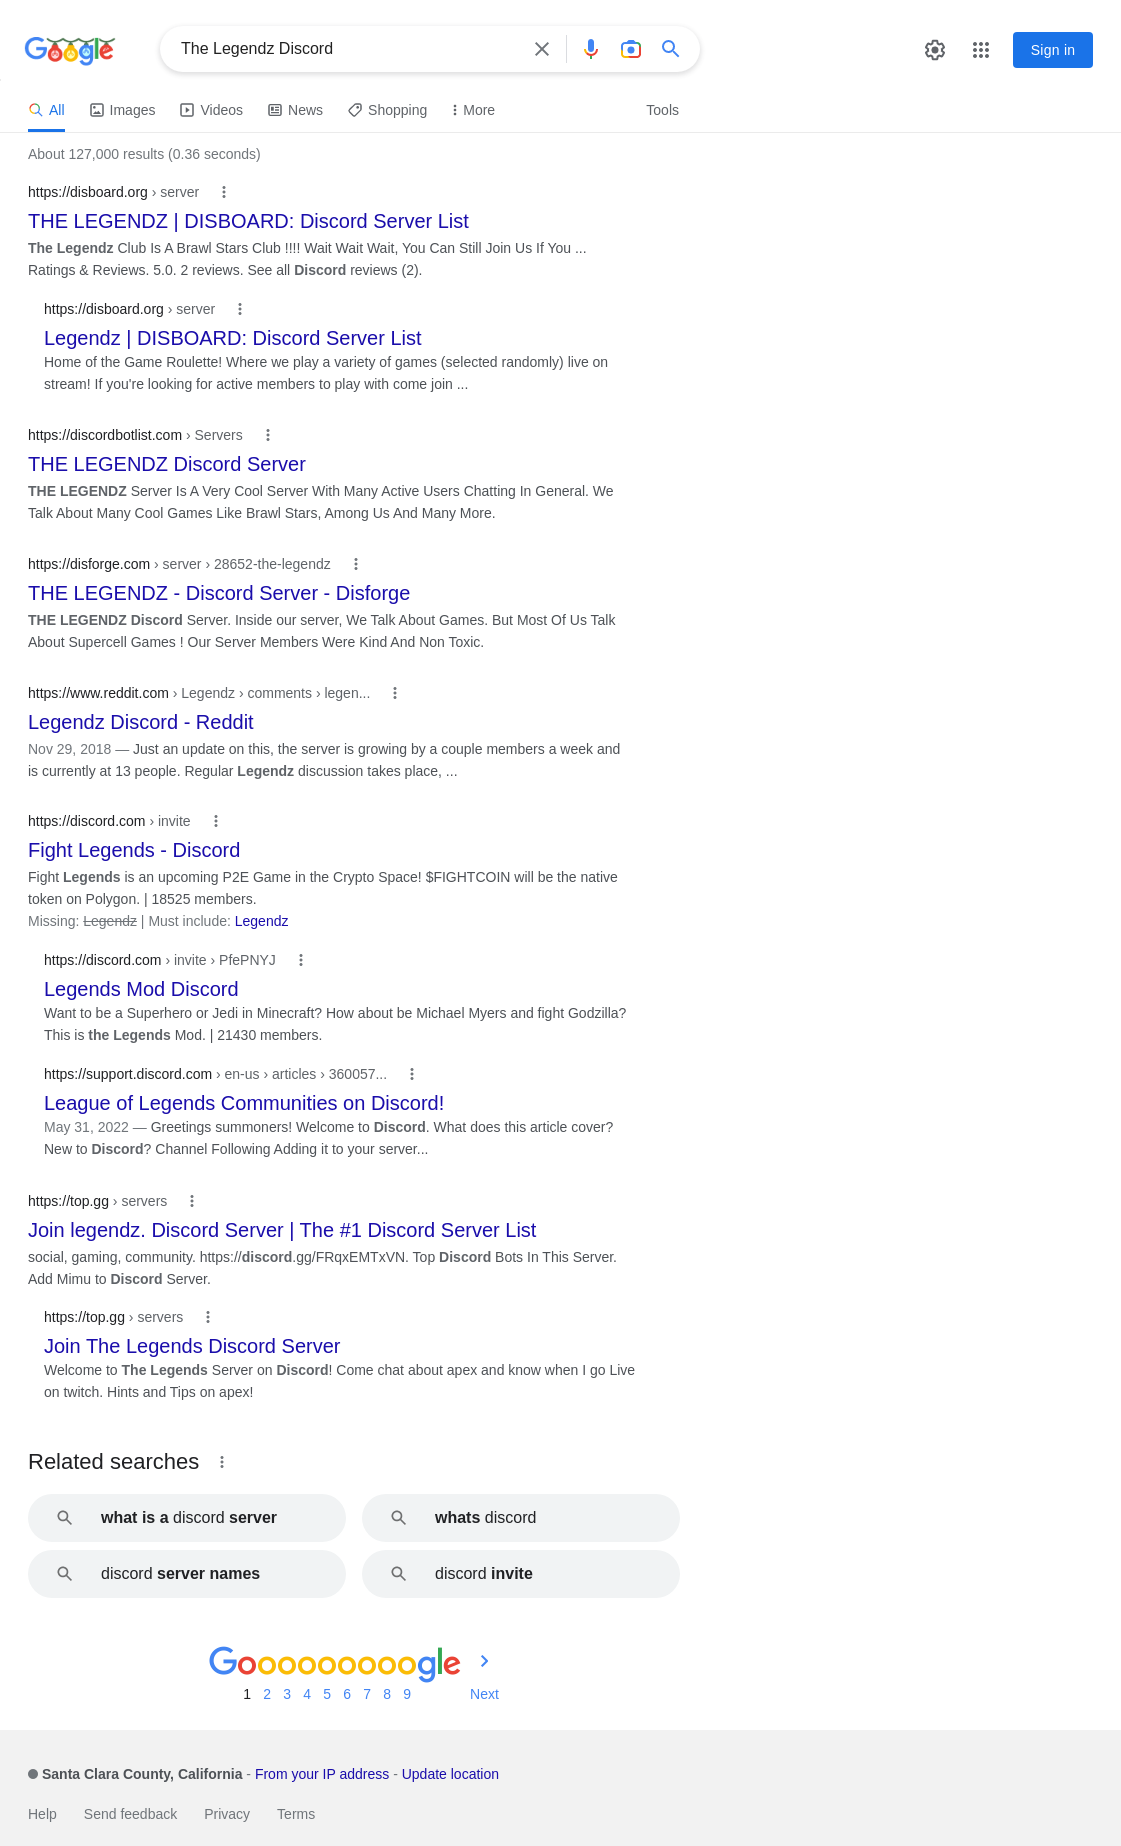 Google
The Legendz Discord
Sign in
All Images Videos News Shopping More Tools
About 127,000 results (0.36 seconds)
https://disboard.org › server
THE LEGENDZ | DISBOARD: Discord Server List
The Legendz Club Is A Brawl Stars Club !!!! Wait Wait Wait, You Can Still Join Us If You ...
Ratings & Reviews. 5.0. 2 reviews. See all Discord reviews (2).
https://disboard.org › server
Legendz | DISBOARD: Discord Server List
Home of the Game Roulette! Where we play a variety of games (selected randomly) live on
stream! If you're looking for active members to play with come join ...
https://discordbotlist.com › Servers
THE LEGENDZ Discord Server
THE LEGENDZ Server Is A Very Cool Server With Many Active Users Chatting In General. We
Talk About Many Cool Games Like Brawl Stars, Among Us And Many More.
https://disforge.com › server › 28652-the-legendz
THE LEGENDZ - Discord Server - Disforge
THE LEGENDZ Discord Server. Inside our server, We Talk About Games. But Most Of Us Talk
About Supercell Games ! Our Server Members Were Kind And Non Toxic.
https://www.reddit.com › Legendz › comments › legen...
Legendz Discord - Reddit
Nov 29, 2018 — Just an update on this, the server is growing by a couple members a week and
is currently at 13 people. Regular Legendz discussion takes place, ...
https://discord.com › invite
Fight Legends - Discord
Fight Legends is an upcoming P2E Game in the Crypto Space! $FIGHTCOIN will be the native
token on Polygon. | 18525 members.
Missing: Legendz | Must include: Legendz
https://discord.com › invite › PfePNYJ
Legends Mod Discord
Want to be a Superhero or Jedi in Minecraft? How about be Michael Myers and fight Godzilla?
This is the Legends Mod. | 21430 members.
https://support.discord.com › en-us › articles › 360057...
League of Legends Communities on Discord!
May 31, 2022 — Greetings summoners! Welcome to Discord. What does this article cover?
New to Discord? Channel Following Adding it to your server...
https://top.gg › servers
Join legendz. Discord Server | The #1 Discord Server List
social, gaming, community. https://discord.gg/FRqxEMTxVN. Top Discord Bots In This Server.
Add Mimu to Discord Server.
https://top.gg › servers
Join The Legends Discord Server
Welcome to The Legends Server on Discord! Come chat about apex and know when I go Live
on twitch. Hints and Tips on apex!
Related searches
what is a discord server
whats discord
discord server names
discord invite
Goooooooooogle
1 2 3 4 5 6 7 8 9 Next
Santa Clara County, California - From your IP address - Update location
Help Send feedback Privacy Terms